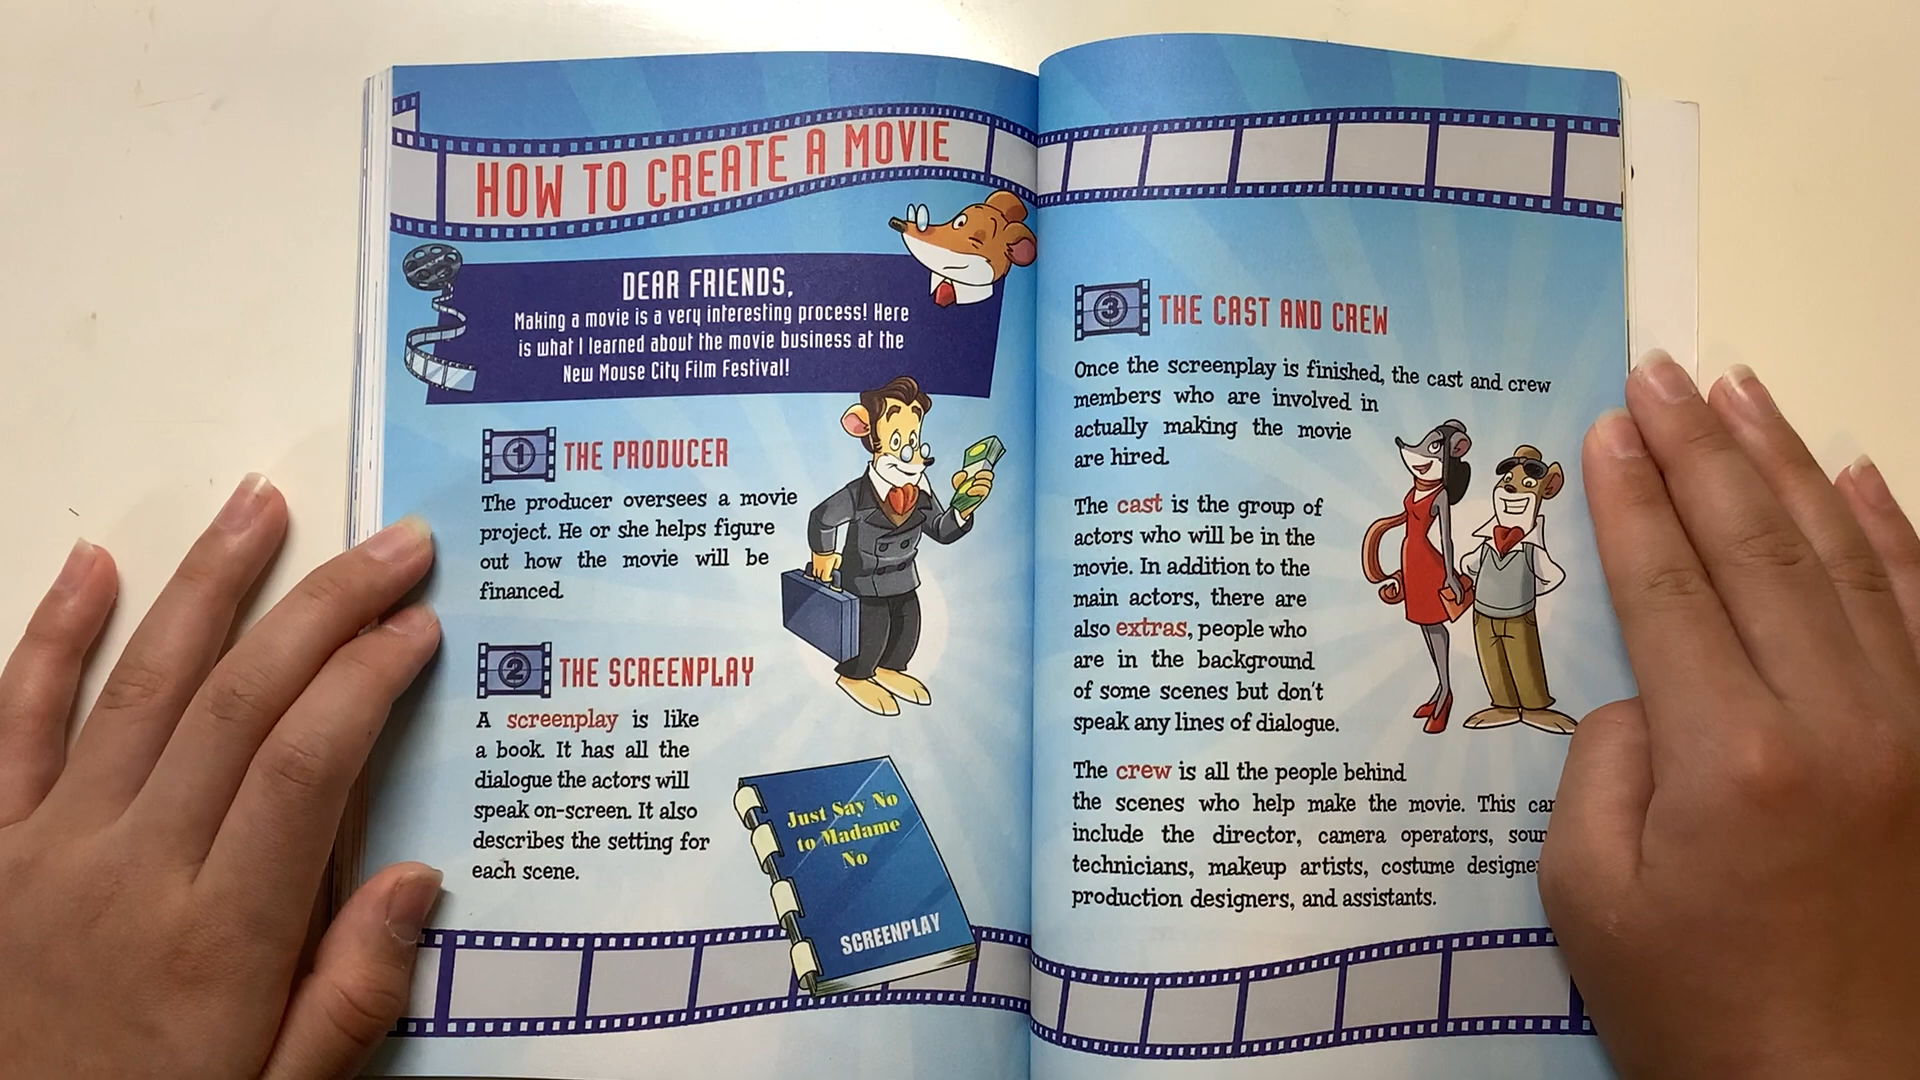 HOW TO CREATE A MOVIE
DEAR FRIENDS,
Making a movie is a very interesting process! Here
is what I learned about the movie business at the
New Mouse City Film Festival!
1 THE PRODUCER
The producer oversees a movie
project. He or she helps figure
out how the movie will be
financed.
2 THE SCREENPLAY
A screenplay is like
a book. It has all the
dialogue the actors will
speak on-screen. It also
describes the setting for
each scene.
Just Say No
to Madame
No
SCREENPLAY
3 THE CAST AND CREW
Once the screenplay is finished, the cast and crew
members who are involved in
actually making the movie
are hired.
The cast is the group of
actors who will be in the
movie. In addition to the
main actors, there are
also extras, people who
are in the background
of some scenes but don't
speak any lines of dialogue.
The crew is all the people behind
the scenes who help make the movie. This
include the director, camera operators,
technicians, makeup artists, costume
production designers, and assistants.